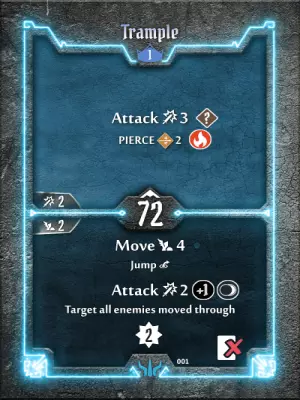 Trample
1
Attack 3 ?
PIERCE 2
2
72
2
Move 4
Jump
Attack 2 +1
Target all enemies moved through
2
001